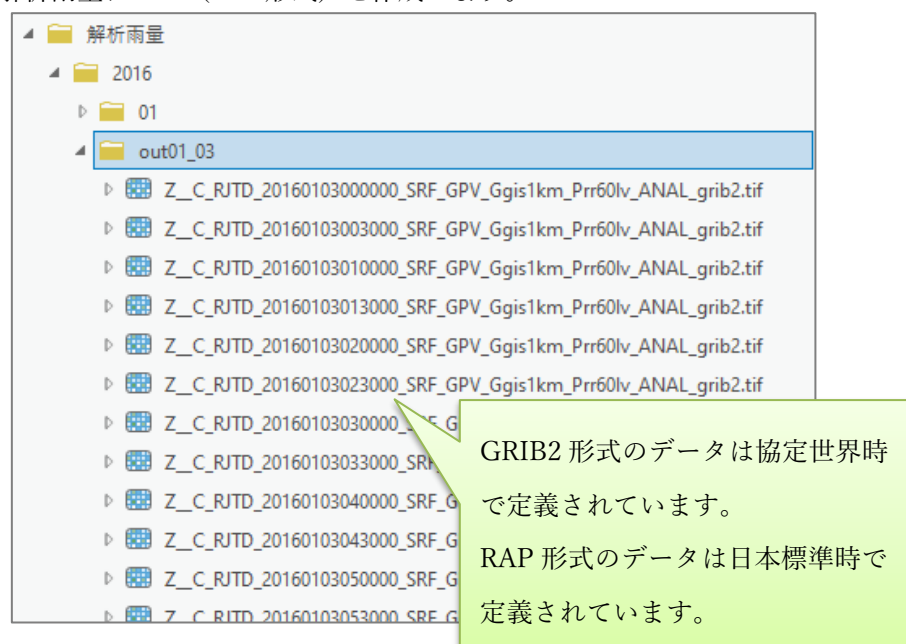 解析雨量
2016
01
out01_03
Z__C_RJTD_20160103000000_SRF_GPV_Ggis1km_Prr60lv_ANAL_grib2.tif
Z__C_RJTD_20160103003000_SRF_GPV_Ggis1km_Prr60lv_ANAL_grib2.tif
Z__C_RJTD_20160103010000_SRF_GPV_Ggis1km_Prr60lv_ANAL_grib2.tif
Z__C_RJTD_20160103013000_SRF_GPV_Ggis1km_Prr60lv_ANAL_grib2.tif
Z__C_RJTD_20160103020000_SRF_GPV_Ggis1km_Prr60lv_ANAL_grib2.tif
Z__C_RJTD_20160103023000_SRF_GPV_Ggis1km_Prr60lv_ANAL_grib2.tif
Z__C_RJTD_20160103030000_SRF_G
Z__C_RJTD_20160103033000_SRF
Z__C_RJTD_20160103040000_SRF_G
Z__C_RJTD_20160103043000_SRF_G
Z__C_RJTD_20160103050000_SRF_G
Z__C_RJTD_20160103053000_SRF_G
GRIB2 形式のデータは協定世界時
で定義されています。
RAP 形式のデータは日本標準時で
定義されています。